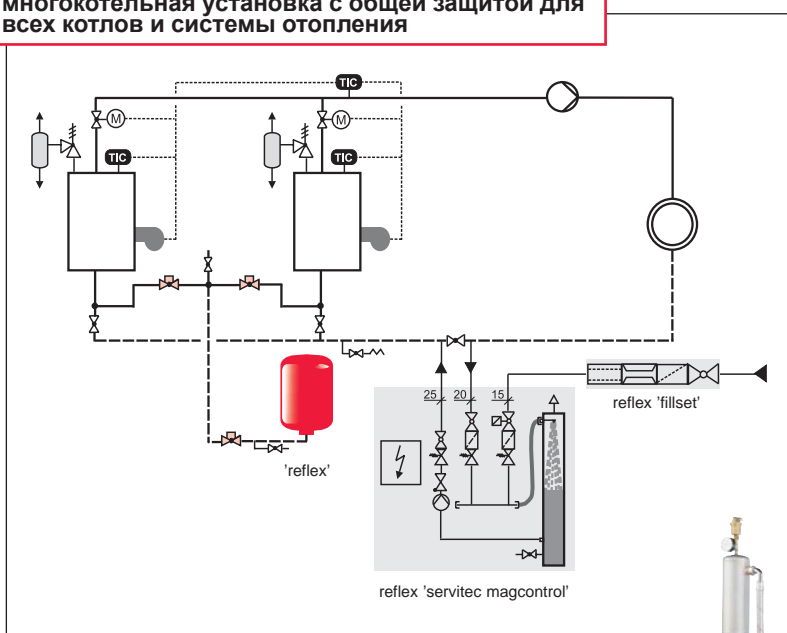 многокотельная установка с общей защитой для
всех котлов и системы отопления
TIC
M
M
TIC
TIC
25
20
15
reflex 'fillset'
'reflex'
reflex 'servitec magcontrol'